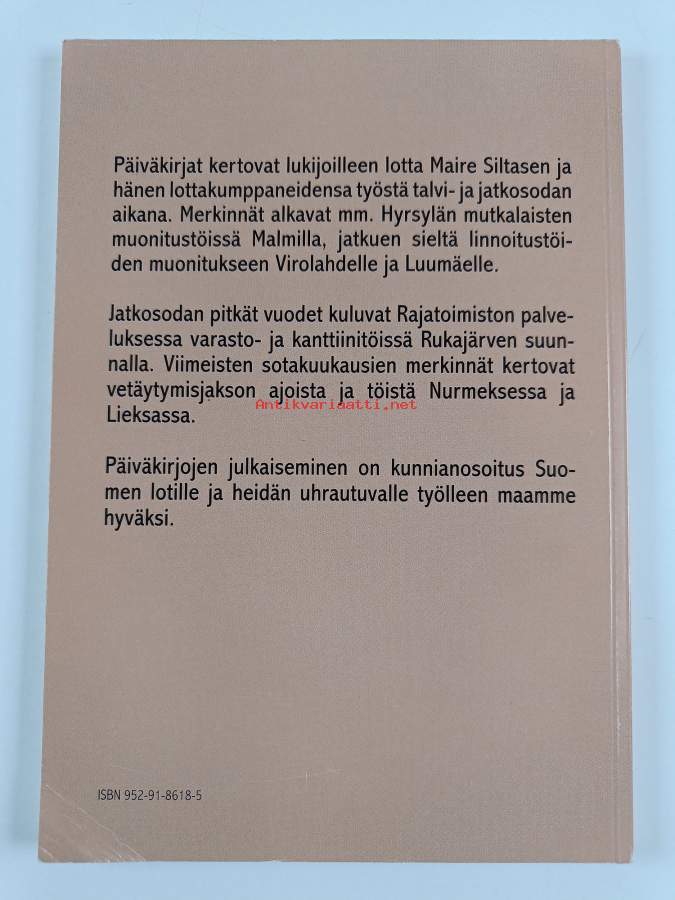 Päiväkirjat kertovat lukijoilleen lotta Maire Siltasen ja
hänen lottakumppaneidensa työstä talvi- ja jatkosodan
aikana. Merkinnät alkavat mm. Hyrsylän mutkalaisten
muonitustöissä Malmilla, jatkuen sieltä linnoitustöi-
den muonitukseen Virolahdelle ja Luumäelle.
Jatkosodan pitkät vuodet kuluvat Rajatoimiston palve-
luksessa varasto- ja kanttiinitöissä Rukajärven suun-
nalla. Viimeisten sotakuukausien merkinnät kertovat
vetäytymisjakson ajoista ja töistä Nurmeksessa ja
Antikvariaatti.net
Lieksassa.
Päiväkirjojen julkaiseminen on kunnianosoitus Suo-
men lotille ja heidän uhrautuvalle työlleen maamme
hyväksi.
ISBN 952-91-8618-5